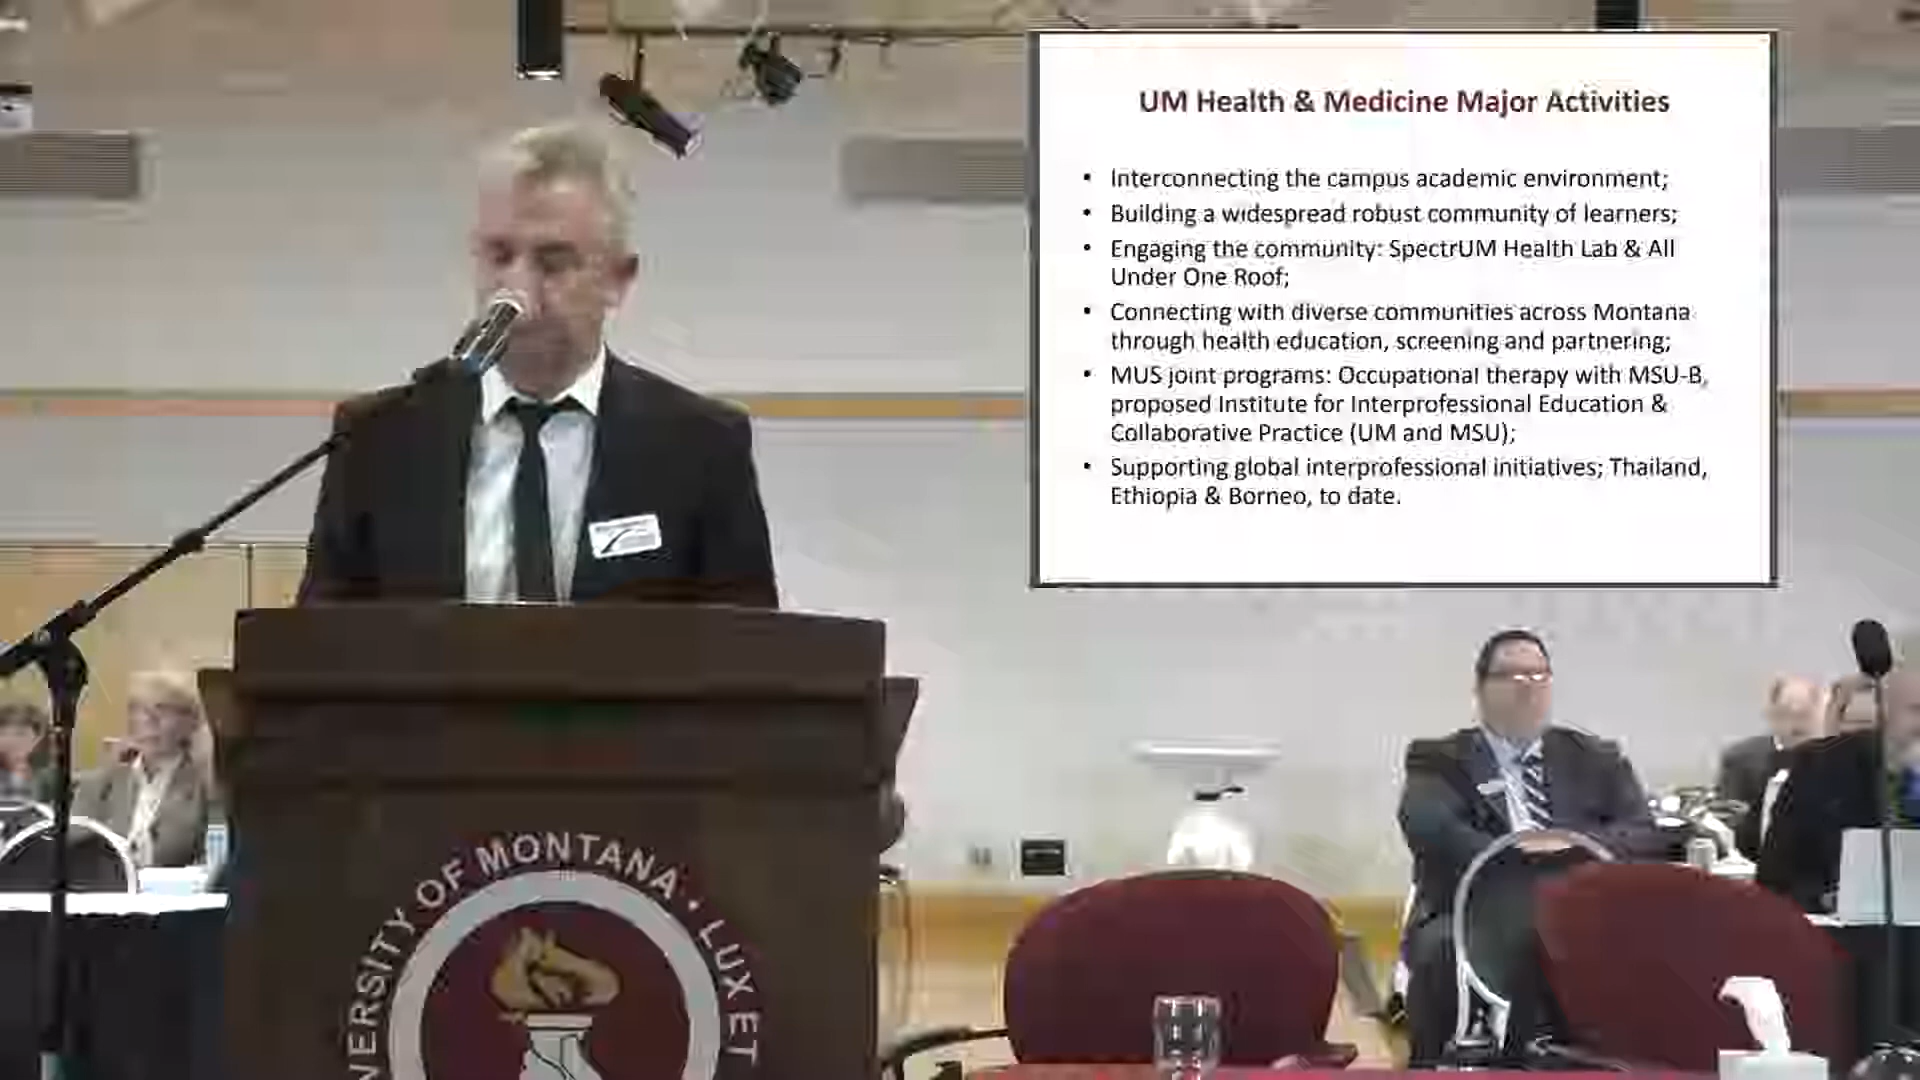 UM Health & Medicine Major Activities
• Interconnecting the campus academic environment;
• Building a widespread robust community of learners;
• Engaging the community: SpectrUM Health Lab & All
Under One Roof;
• Connecting with diverse communities across Montana
through health education, screening and partnering;
• MUS joint programs: Occupational therapy with MSU-B,
proposed Institute for Interprofessional Education &
Collaborative Practice (UM and MSU);
• Supporting global interprofessional initiatives; Thailand,
Ethiopia & Borneo, to date.
VERSITY OF MONTANA • LUX ET